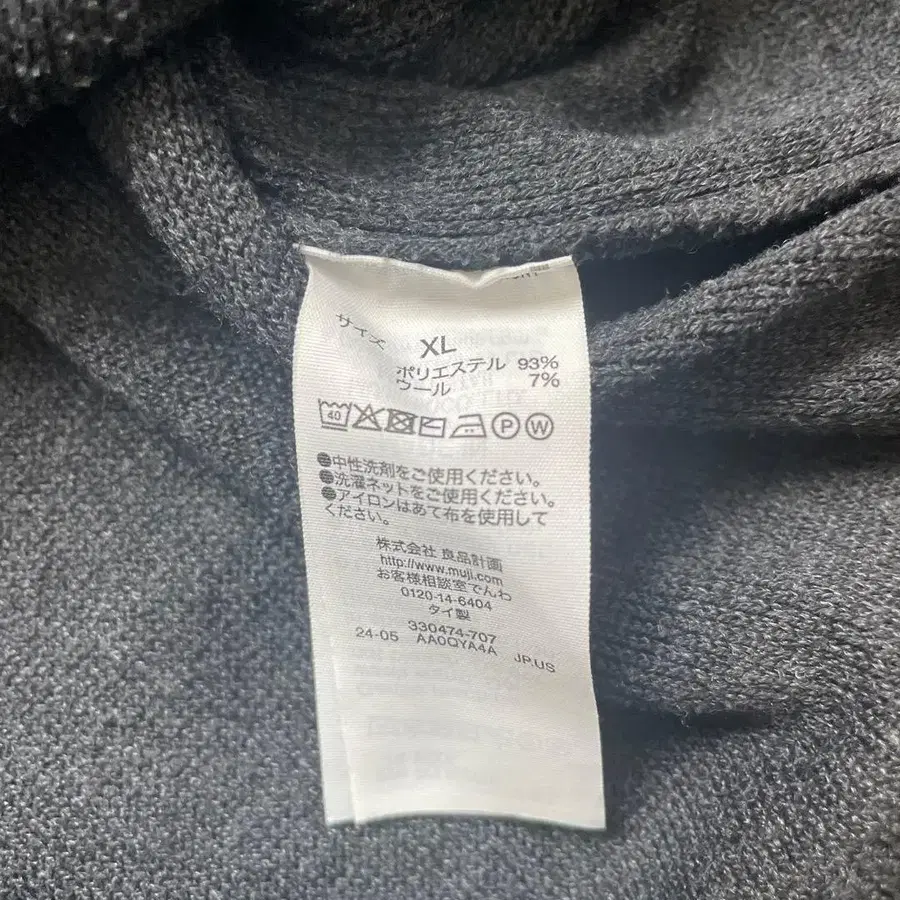 サイズ XL
ポリエステル 93%
ウール 7%
40 P W
●中性洗剤をご使用ください。
●洗濯ネットをご使用ください。
●アイロンはあて布を使用して
ください。
株式会社 良品計画
http://www.muji.com
お客様相談室でんわ
0120-14-6404
タイ製
330474-707
24-05 AA0QYA4A JP.US